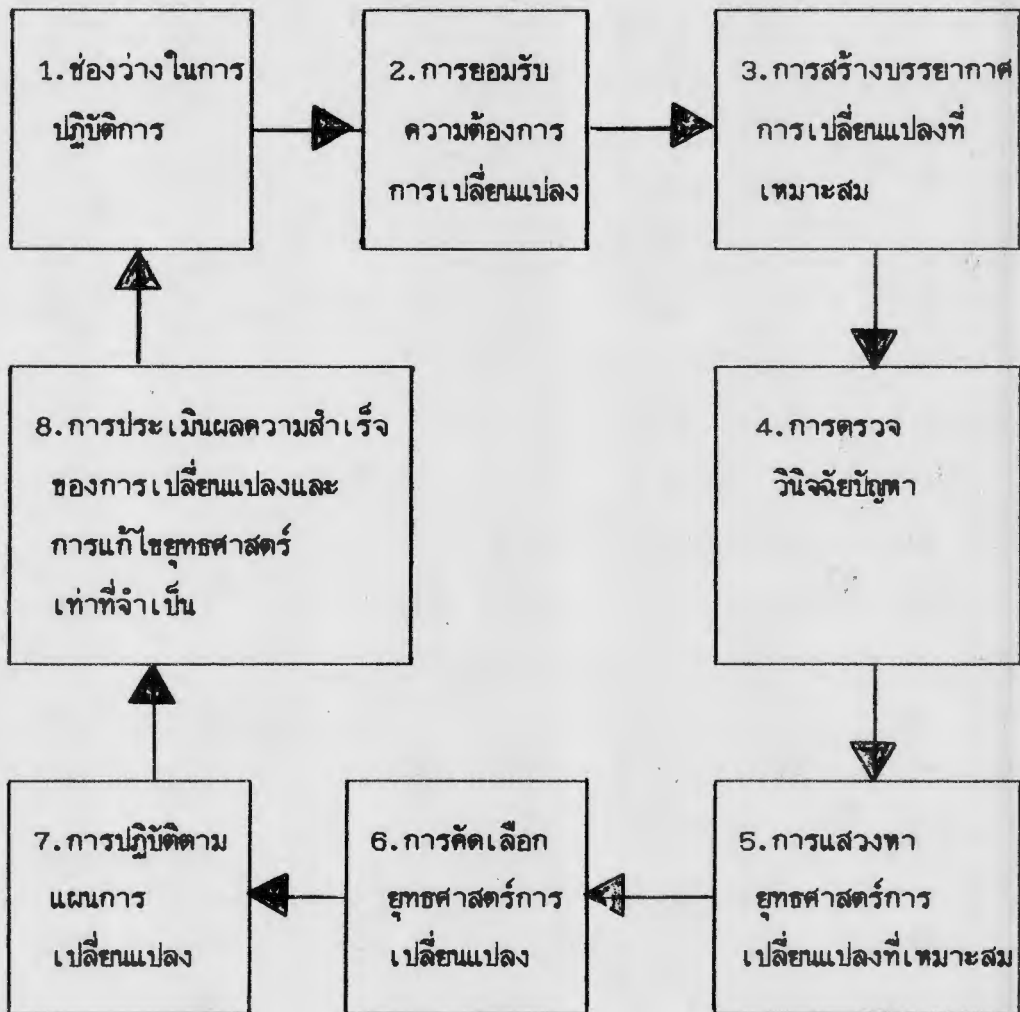 1.ช่องว่างในการ
ปฏิบัติการ
2.การยอมรับ
ความต้องการ
การเปลี่ยนแปลง
3.การสร้างบรรยากาศ
การเปลี่ยนแปลงที่
เหมาะสม
4.การตรวจ
วินิจฉัยปัญหา
5.การแสวงหา
ยุทธศาสตร์การ
เปลี่ยนแปลงที่เหมาะสม
6.การคัดเลือก
ยุทธศาสตร์การ
เปลี่ยนแปลง
7.การปฏิบัติตาม
แผนการ
เปลี่ยนแปลง
8.การประเมินผลความสำเร็จ
ของการเปลี่ยนแปลงและ
การแก้ไขยุทธศาสตร์
เท่าที่จำเป็น